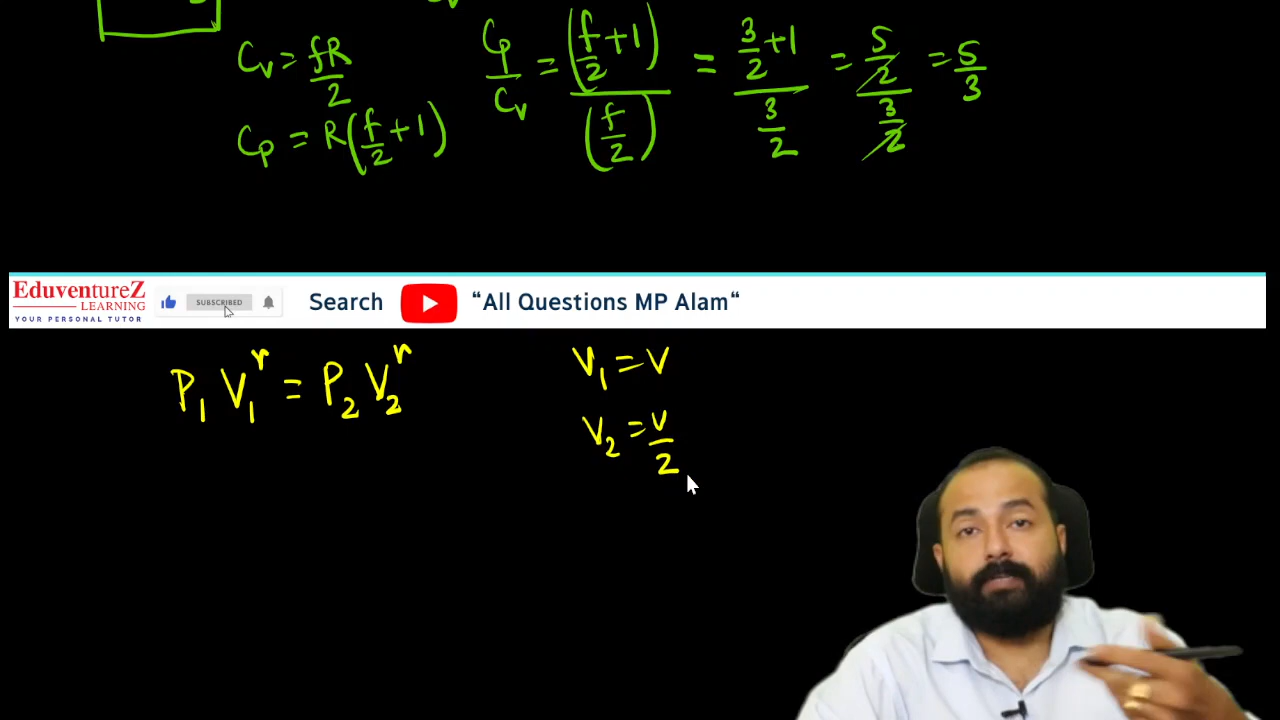 Cv = fR/2
Cp = R(f/2 + 1)
Cp/Cv = (f/2 + 1)/(f/2) = (3/2 + 1)/(3/2) = (5/2)/(3/2) = 5/3
EduventureZ
LEARNING
YOUR PERSONAL TUTOR
SUBSCRIBED
Search
"All Questions MP Alam"
P₁ V₁^r = P₂ V₂^r
V₁ = V
V₂ = V/2